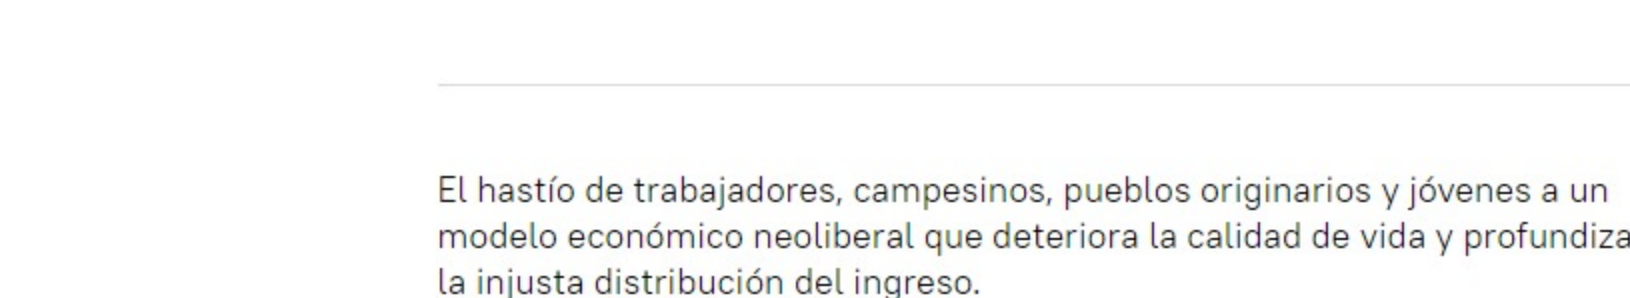 El hastío de trabajadores, campesinos, pueblos originarios y jóvenes a un
modelo económico neoliberal que deteriora la calidad de vida y profundiza
la injusta distribución del ingreso.